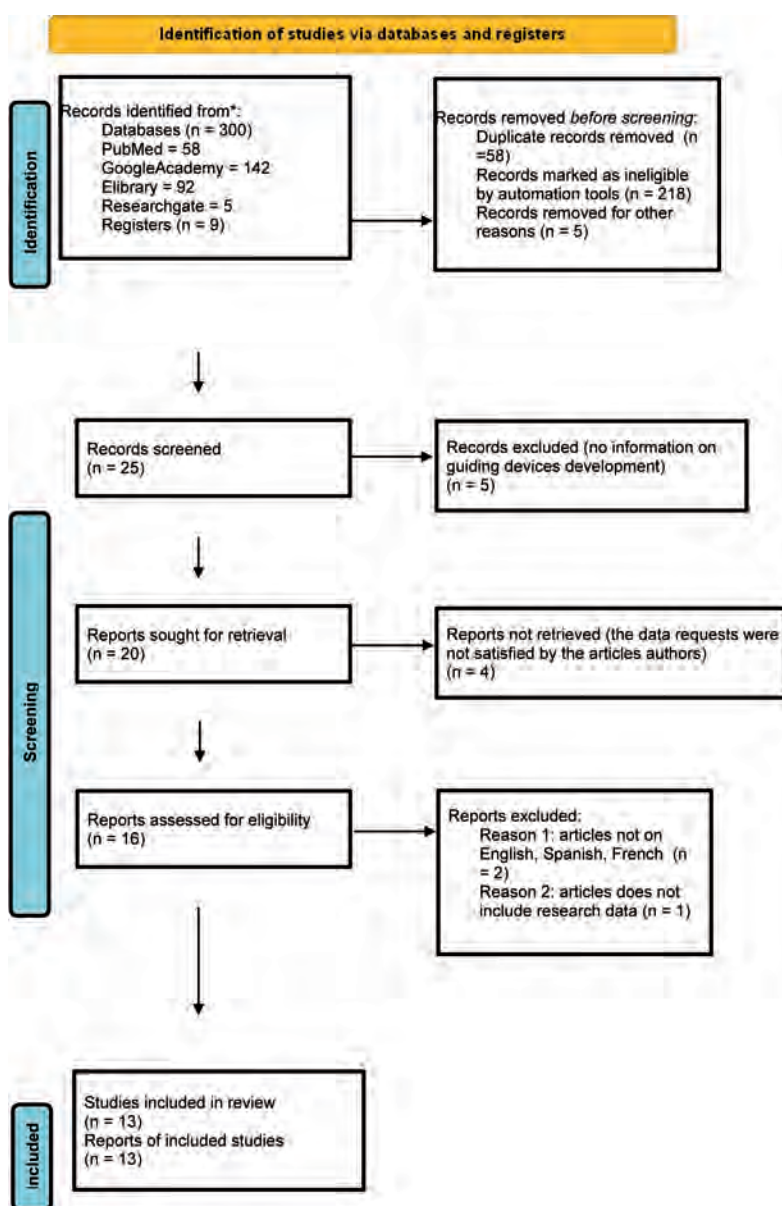 Identification of studies via databases and registers
Identification
Records identified from*:
Databases (n = 300)
PubMed = 58
GoogleAcademy = 142
Elibrary = 92
Researchgate = 5
Registers (n = 9)
Records removed before screening:
Duplicate records removed (n
=58)
Records marked as ineligible
by automation tools (n = 218)
Records removed for other
reasons (n = 5)
Screening
Records screened
(n = 25)
Records excluded (no information on
guiding devices development)
(n = 5)
Reports sought for retrieval
(n = 20)
Reports not retrieved (the data requests were
not satisfied by the articles authors)
(n = 4)
Reports assessed for eligibility
(n = 16)
Reports excluded:
Reason 1: articles not on
English, Spanish, French (n
= 2)
Reason 2: articles does not
include research data (n = 1)
Included
Studies included in review
(n = 13)
Reports of included studies
(n = 13)